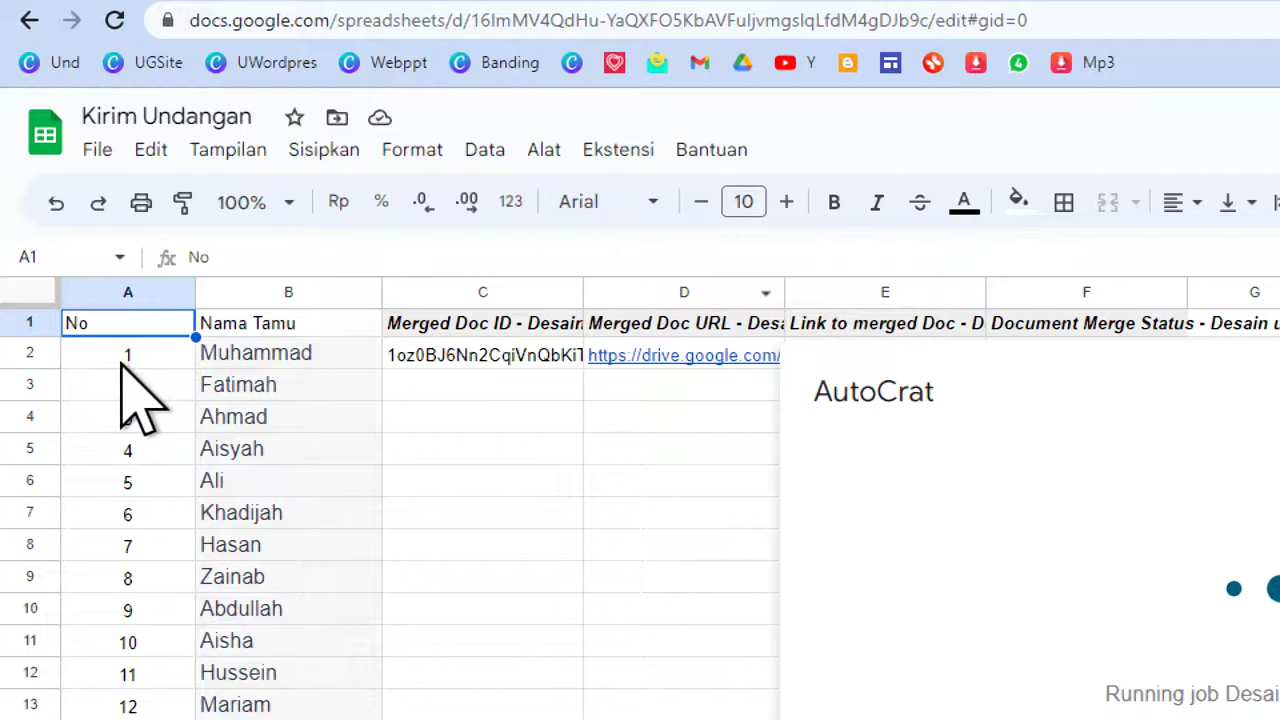 docs.google.com/spreadsheets/d/16ImMV4QdHu-YaQXFO5KbAVFuIjvmgsIqLfdM4gDJb9c/edit#gid=0
Und UGSite UWordpres Webppt Banding Y Mp3
Kirim Undangan
File Edit Tampilan Sisipkan Format Data Alat Ekstensi Bantuan
100% Rp % .0 .00 123 Arial 10 B I S A
A1 fx No
A B C D E F G
1 No Nama Tamu Merged Doc ID - Desain Merged Doc URL - Desa Link to merged Doc - D Document Merge Status - Desain u
2 1 Muhammad 1oz0BJ6Nn2CqiVnQbKiT https://drive.google.com/
3 Fatimah
4 Ahmad
5 4 Aisyah
6 5 Ali
7 6 Khadijah
8 7 Hasan
9 8 Zainab
10 9 Abdullah
11 10 Aisha
12 11 Hussein
13 12 Mariam
AutoCrat
Running job Desai